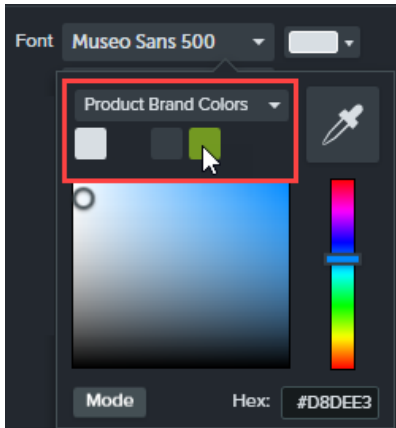 Font Museo Sans 500
Product Brand Colors
Mode Hex: #D8DEE3